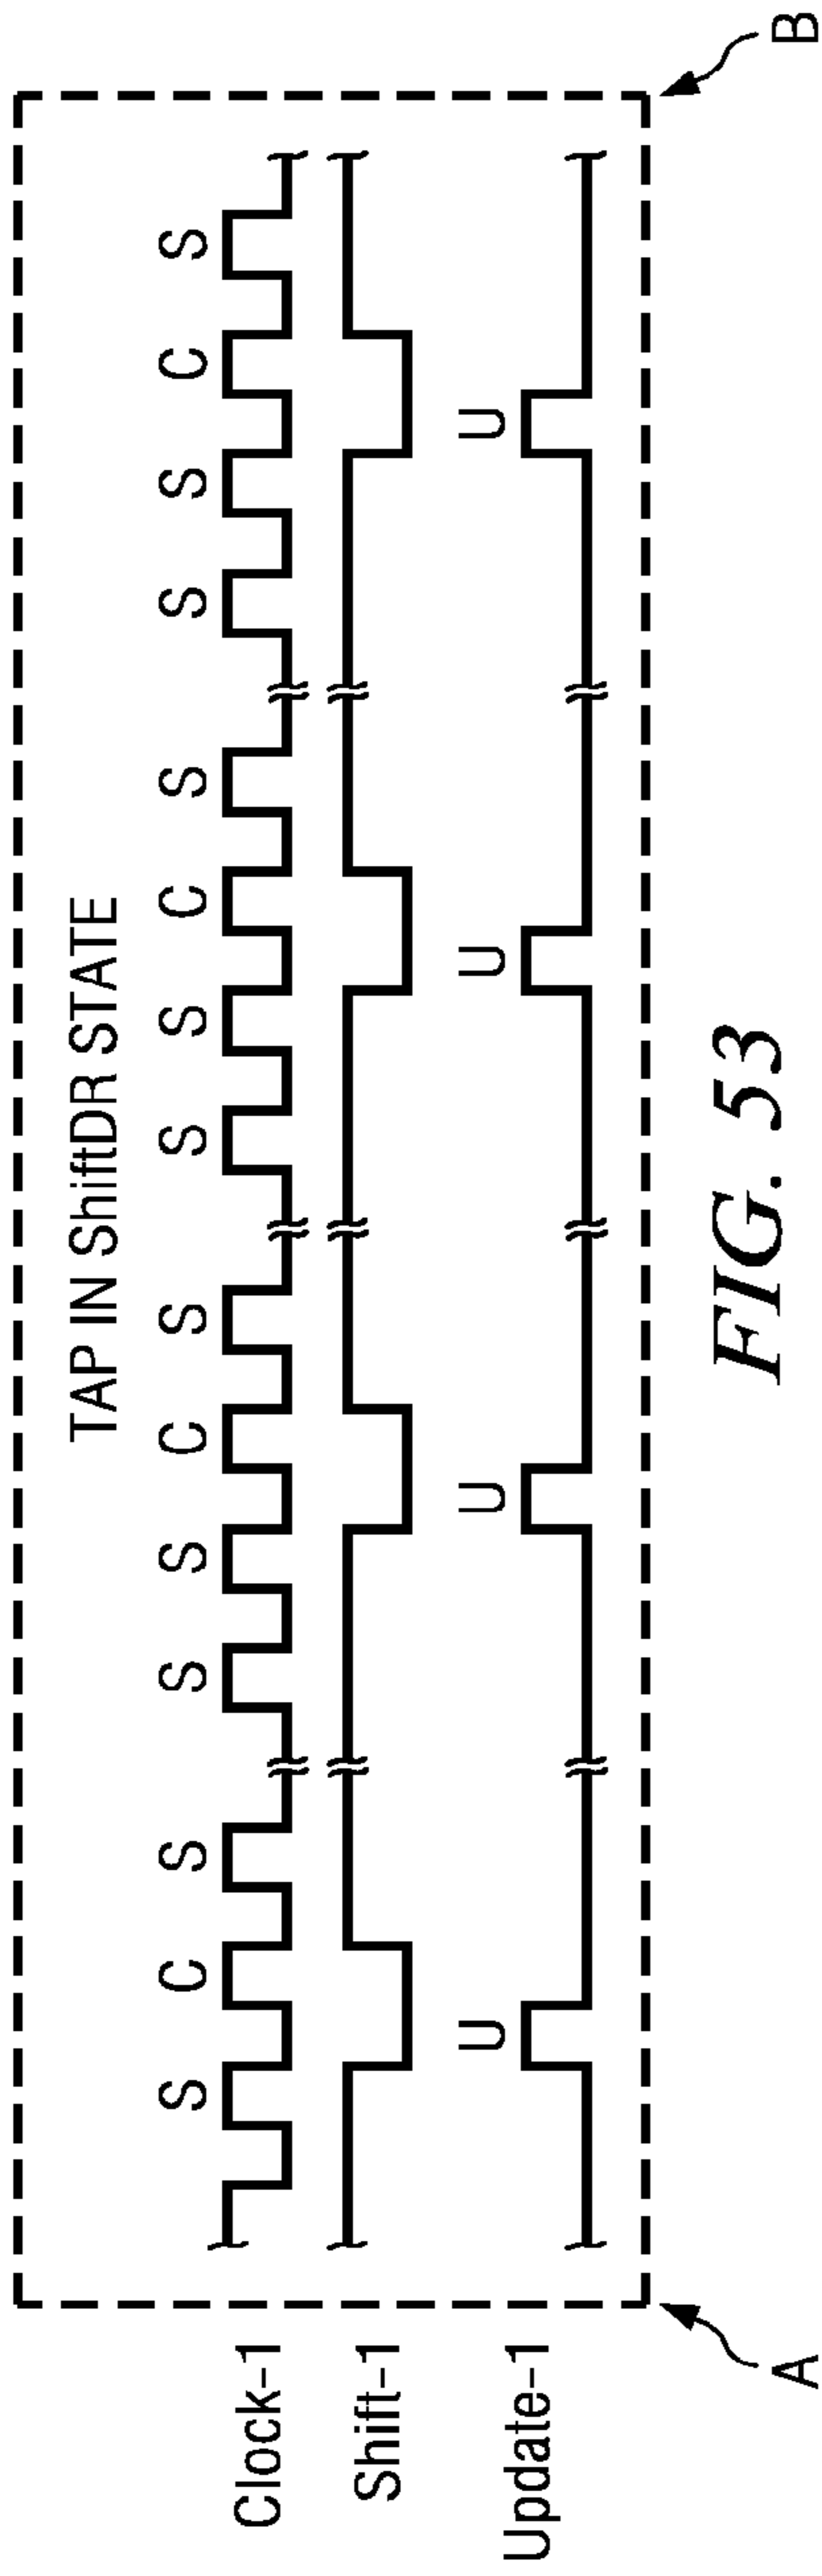 TAP IN ShiftDR STATE
S C S S S C S S S C S S S C S
Clock-1
Shift-1
U U U U
Update-1
A B
FIG. 53